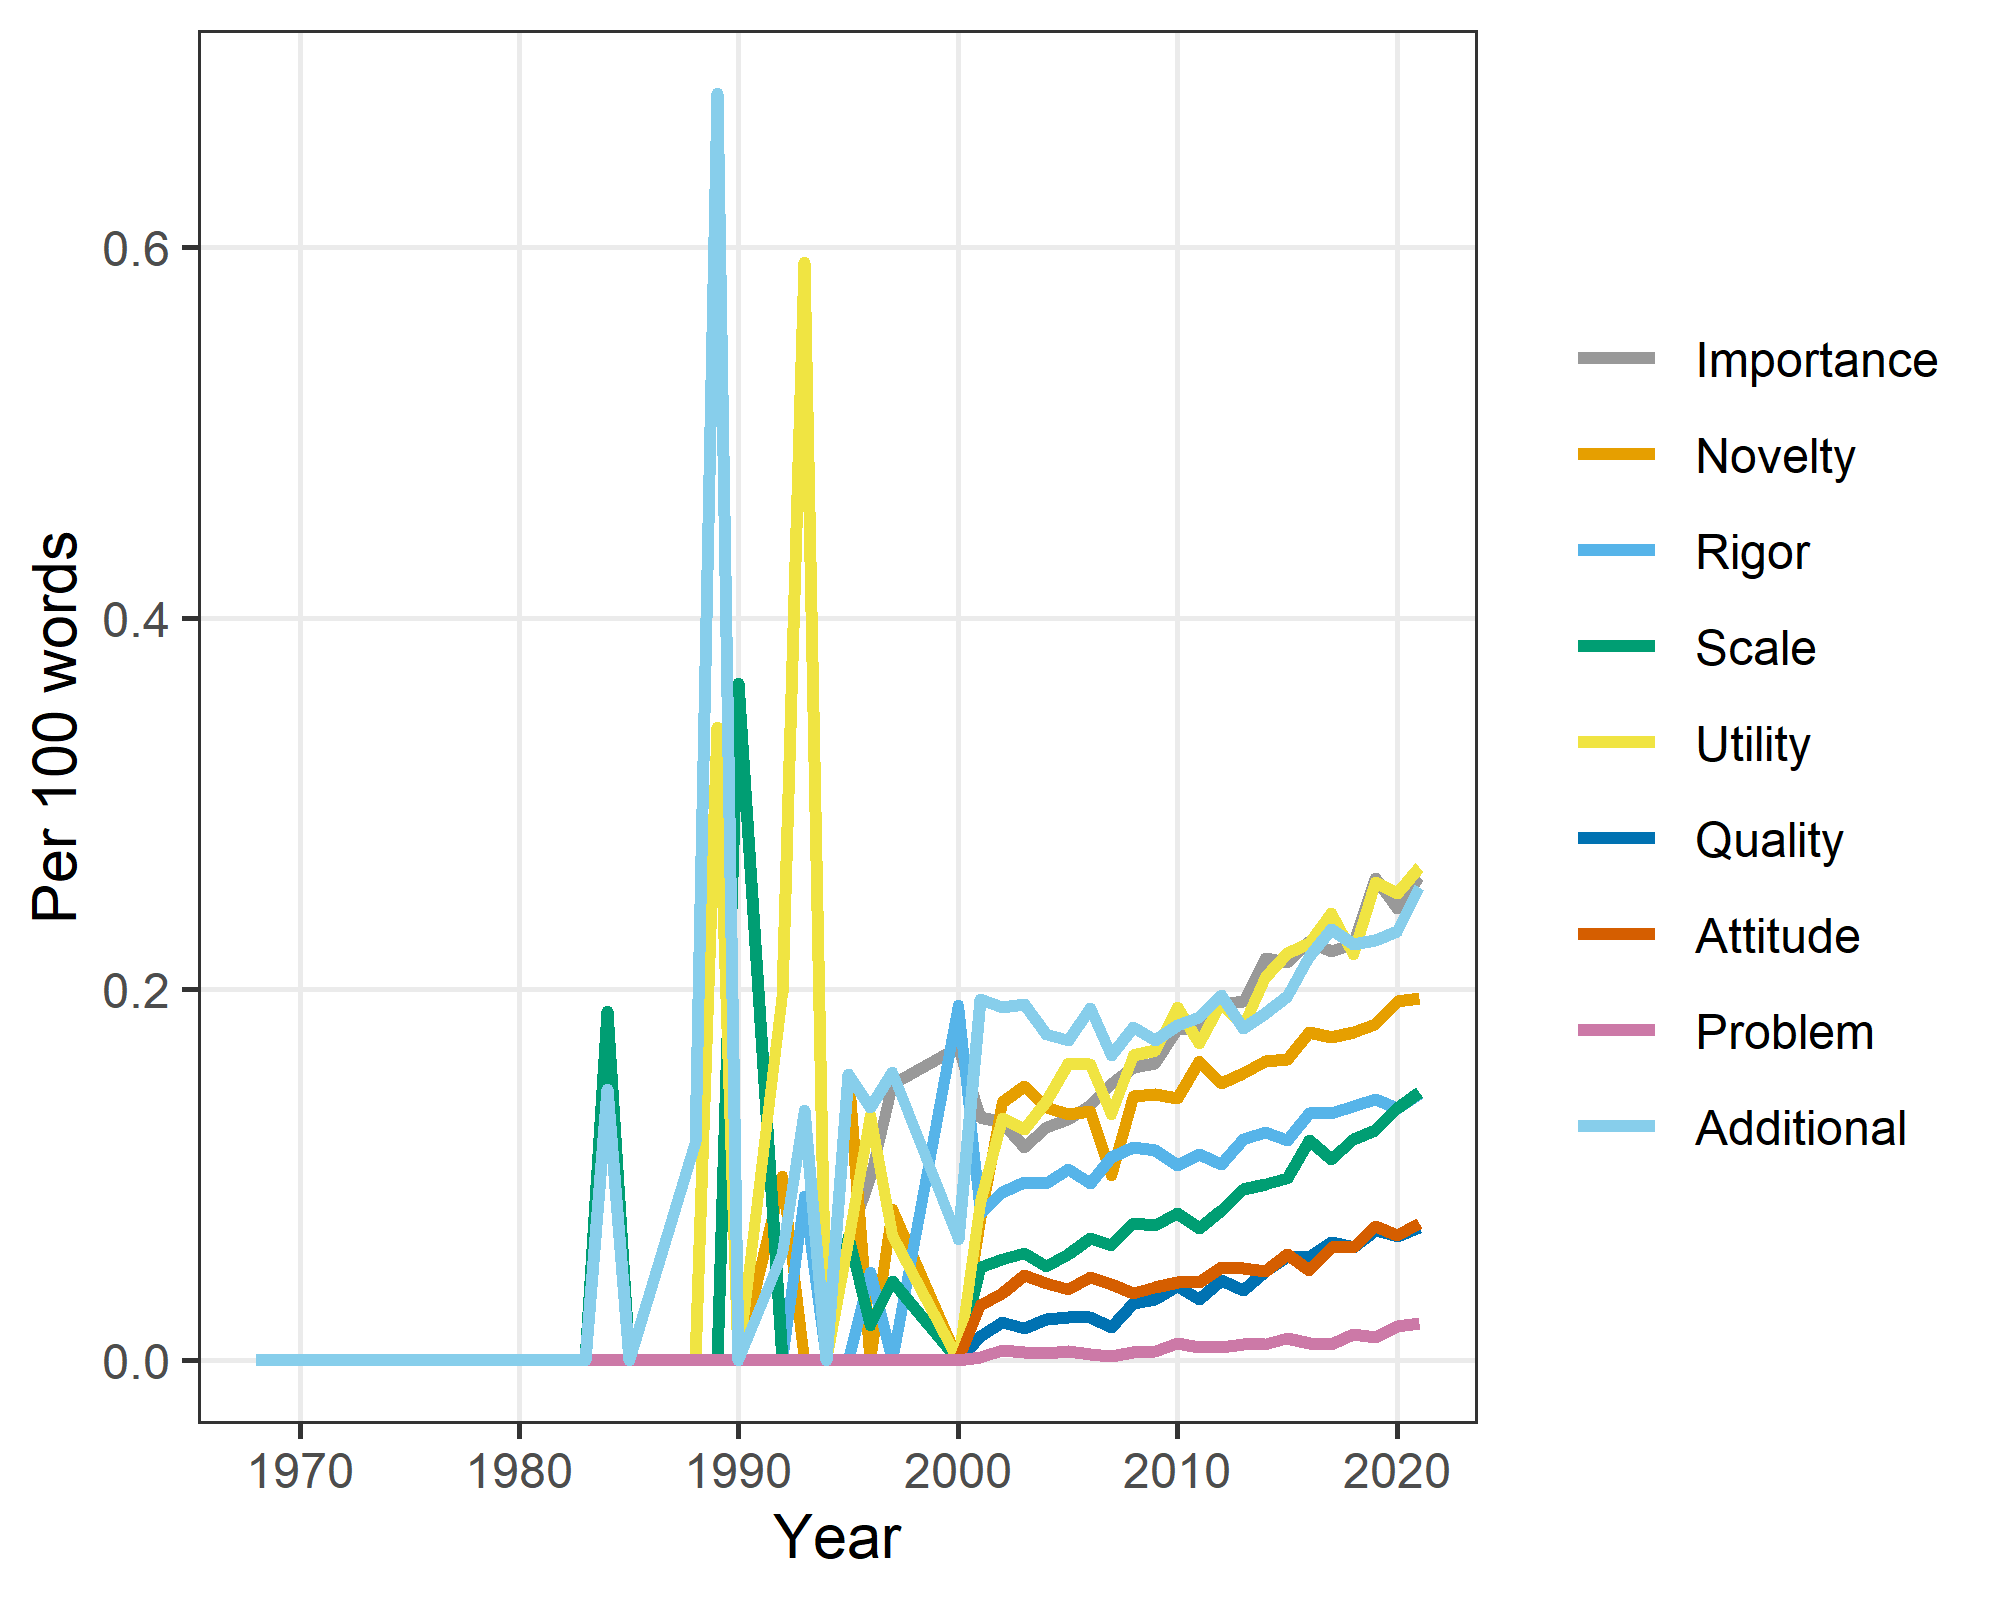 0.6
0.4
0.2
0.0
Per 100 words
1970 1980 1990 2000 2010 2020
Year
Importance
Novelty
Rigor
Scale
Utility
Quality
Attitude
Problem
Additional